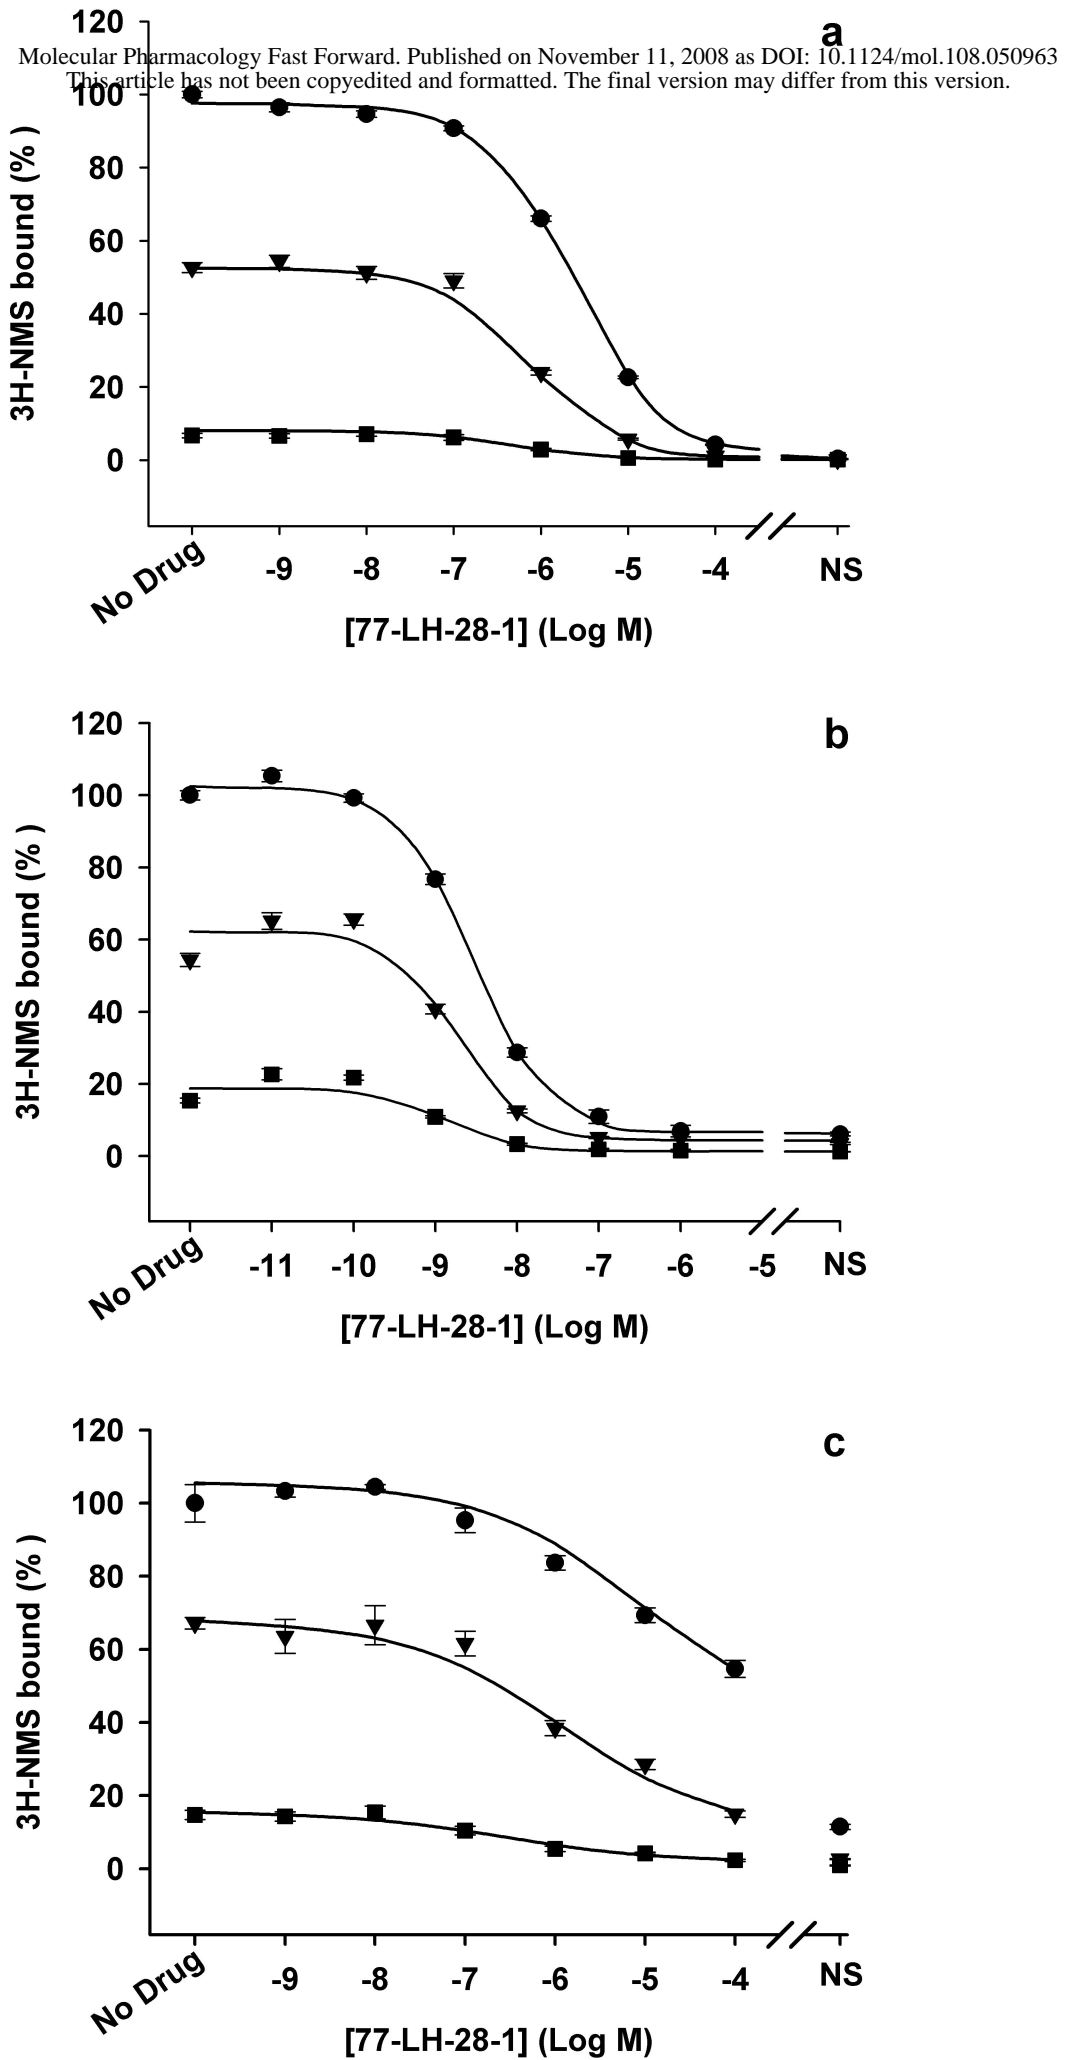 120
a
Molecular Pharmacology Fast Forward. Published on November 11, 2008 as DOI: 10.1124/mol.108.050963
This article has not been copyedited and formatted. The final version may differ from this version.
100
80
60
40
20
0
3H-NMS bound (% )
No Drug -9 -8 -7 -6 -5 -4 NS
[77-LH-28-1] (Log M)
120
b
100
80
60
40
20
0
3H-NMS bound (% )
No Drug -11 -10 -9 -8 -7 -6 -5 NS
[77-LH-28-1] (Log M)
120
c
100
80
60
40
20
0
3H-NMS bound (% )
No Drug -9 -8 -7 -6 -5 -4 NS
[77-LH-28-1] (Log M)